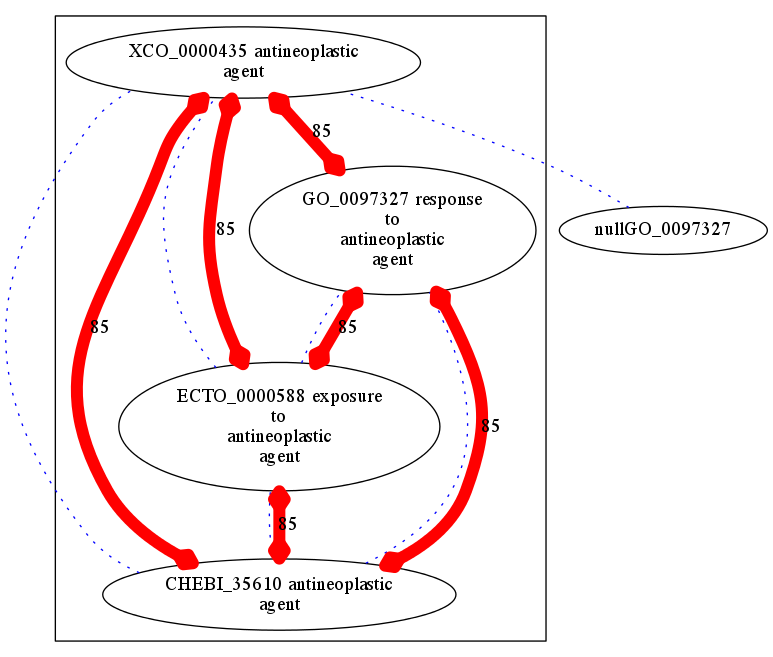 XCO_0000435 antineoplastic
agent
85
GO_0097327 response
to
antineoplastic
agent
nullGO_0097327
85
85
85
ECTO_0000588 exposure
to
antineoplastic
agent
85
85
CHEBI_35610 antineoplastic
agent